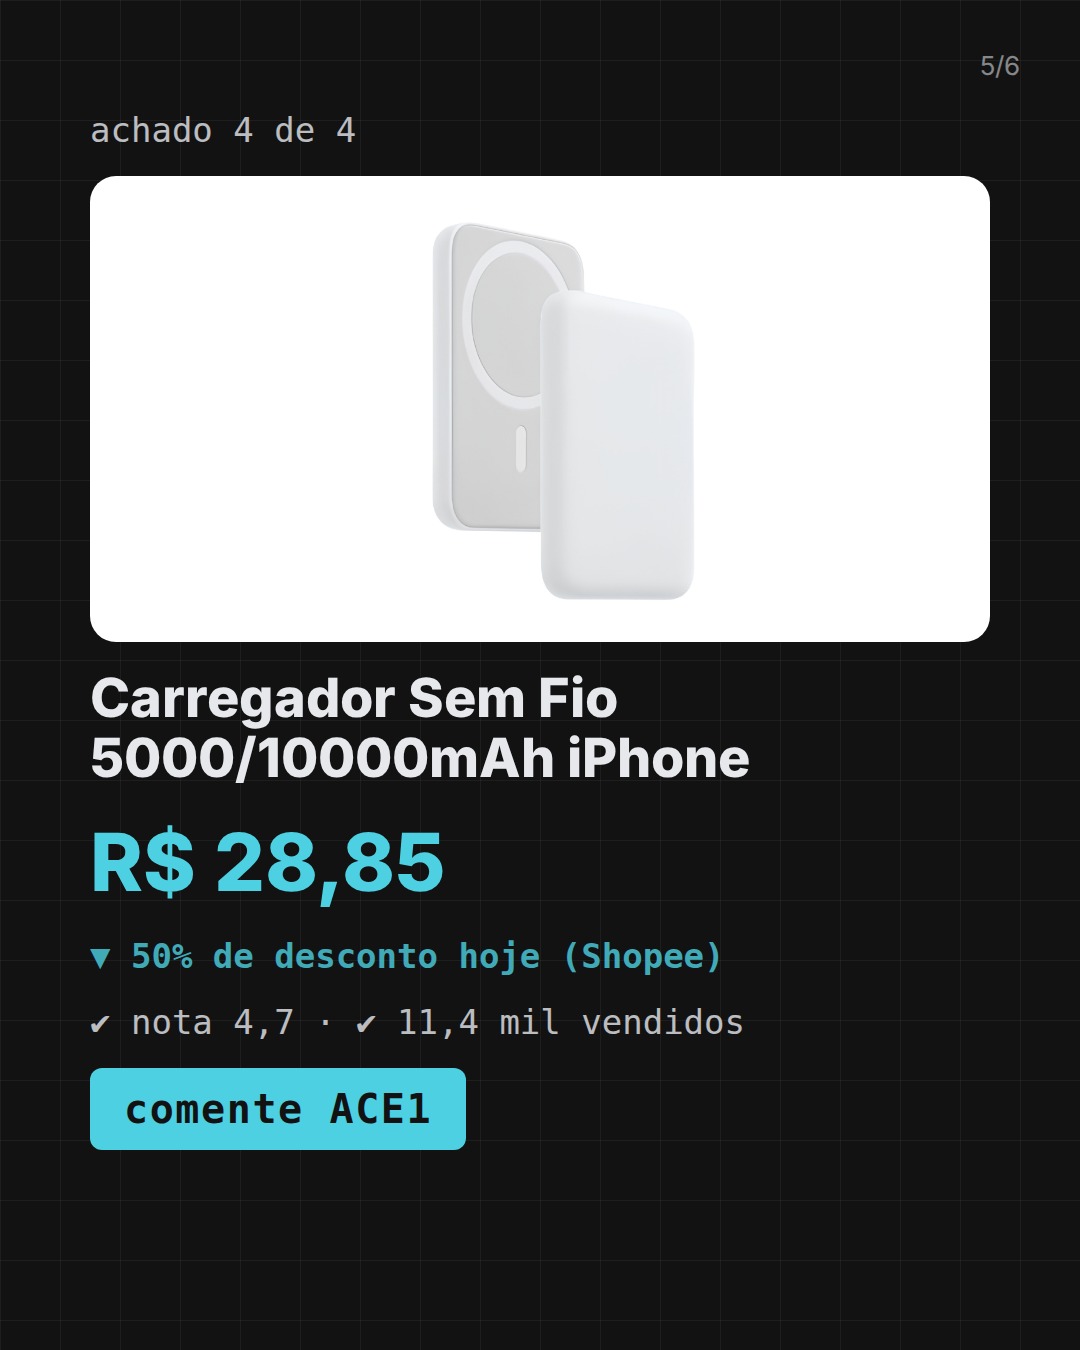 5/6
achado 4 de 4
Carregador Sem Fio
5000/10000mAh iPhone
R$ 28,85
▼ 50% de desconto hoje (Shopee)
✔ nota 4,7 · ✔ 11,4 mil vendidos
comente ACE1